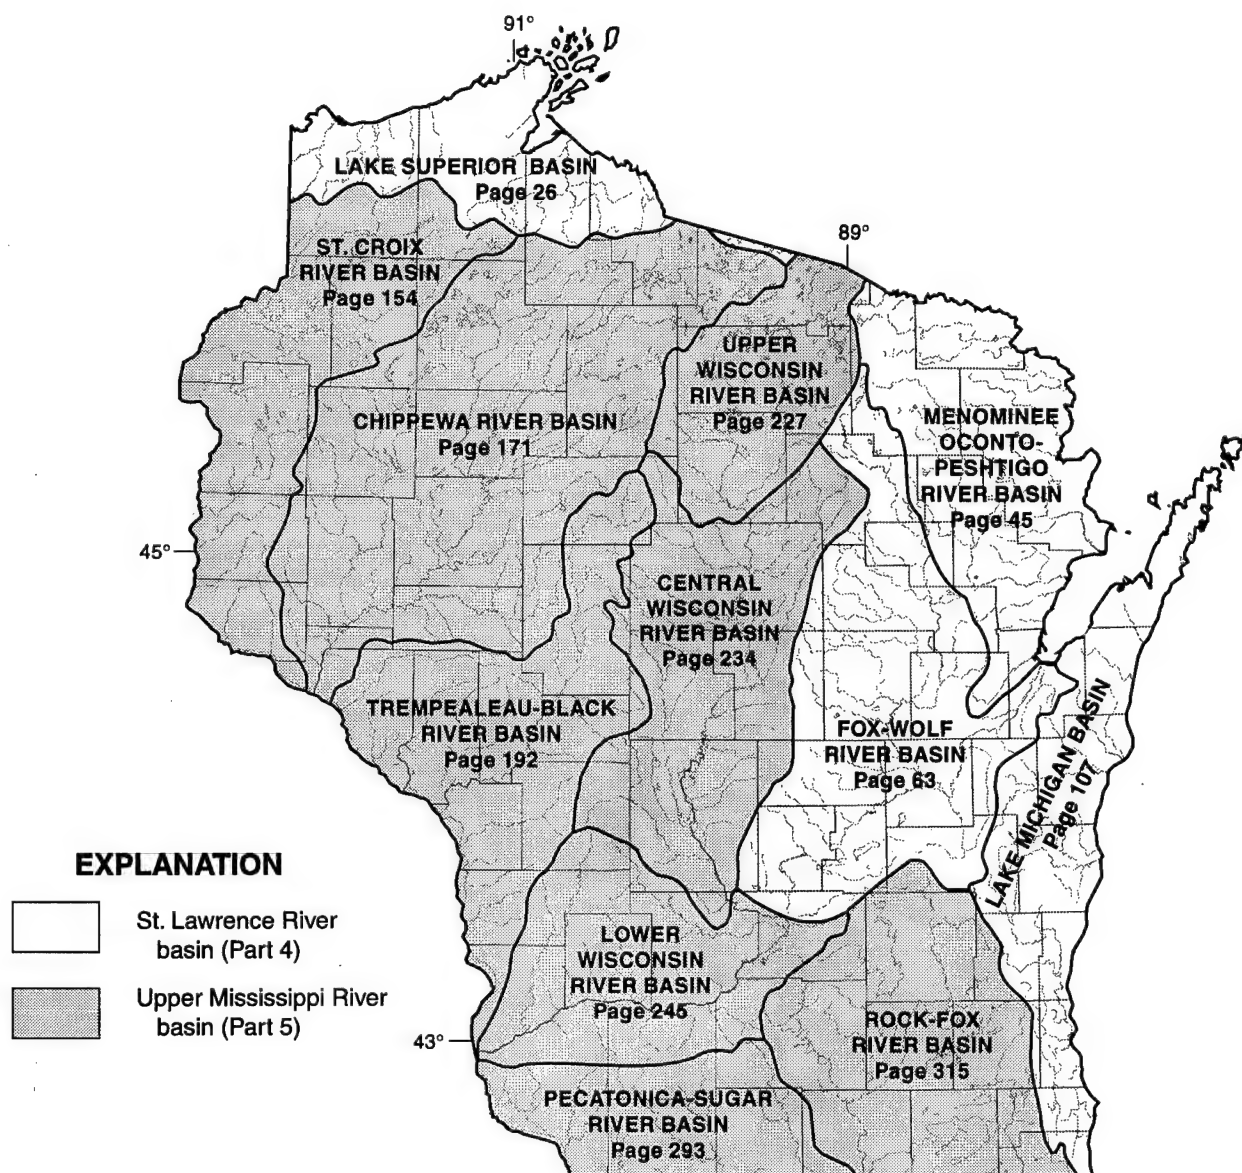 91°
LAKE SUPERIOR BASIN
Page 26
89°
ST. CROIX
RIVER BASIN
Page 154
UPPER
WISCONSIN
RIVER BASIN
Page 227
CHIPPEWA RIVER BASIN
Page 171
MENOMINEE
OCONTO-
PESHTIGO
RIVER BASIN
Page 45
45°
CENTRAL
WISCONSIN
RIVER BASIN
Page 234
TREMPEALEAU-BLACK
RIVER BASIN
Page 192
FOX-WOLF
RIVER BASIN
Page 63
LAKE MICHIGAN BASIN
Page 107
EXPLANATION
St. Lawrence River
basin (Part 4)
Upper Mississippi River
basin (Part 5)
LOWER
WISCONSIN
RIVER BASIN
Page 245
43°
ROCK-FOX
RIVER BASIN
Page 315
PECATONICA-SUGAR
RIVER BASIN
Page 293